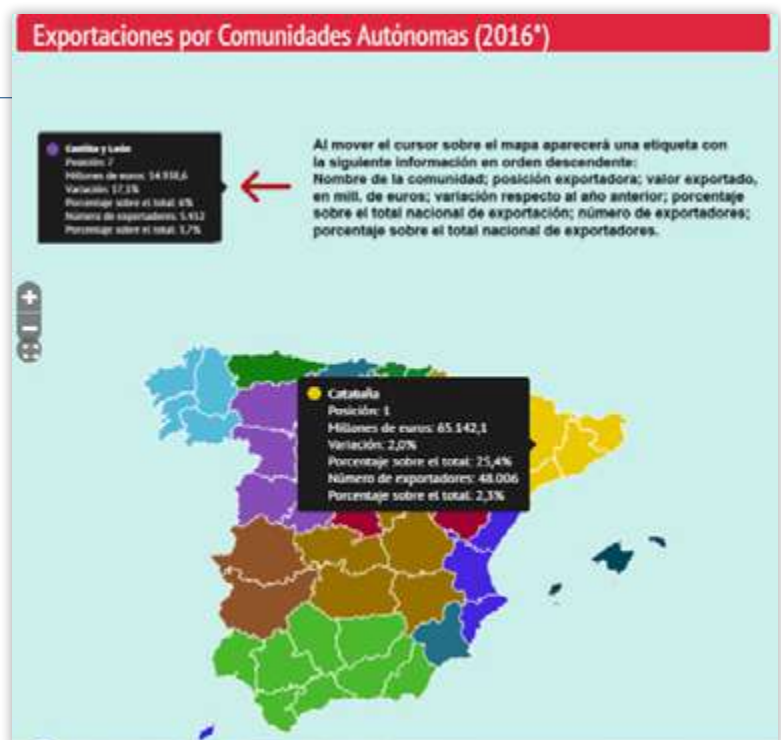 Exportaciones por Comunidades Autónomas (2016*)
Castilla y León
Posición: 7
Millones de euros: 14.938,6
Variación: 17,1%
Porcentaje sobre el total: 6%
Número de exportadores: 5.452
Porcentaje sobre el total: 3,7%
Al mover el cursor sobre el mapa aparecerá una etiqueta con
la siguiente información en orden descendente:
Nombre de la comunidad; posición exportadora; valor exportado,
en mill. de euros; variación respecto al año anterior; porcentaje
sobre el total nacional de exportación; número de exportadores;
porcentaje sobre el total nacional de exportadores.
Cataluña
Posición: 1
Millones de euros: 65.142,1
Variación: 2,0%
Porcentaje sobre el total: 25,4%
Número de exportadores: 48.006
Porcentaje sobre el total: 2,3%